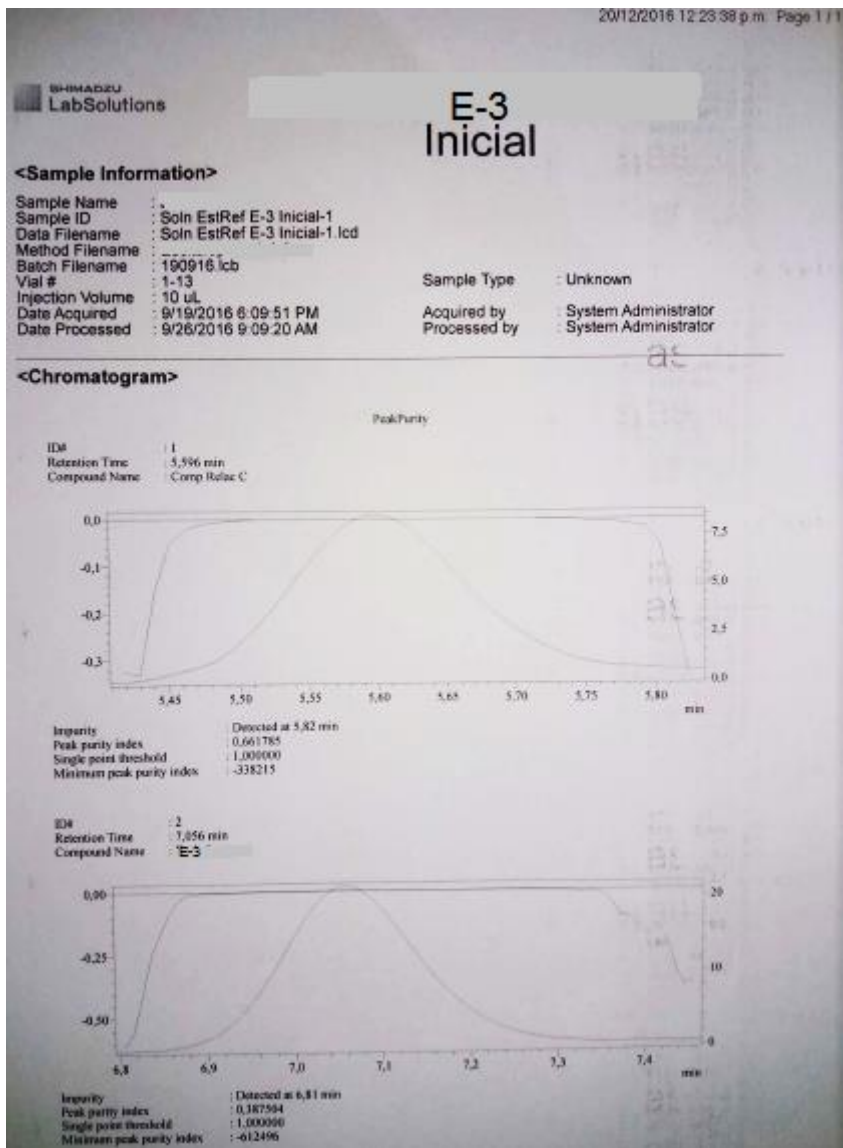 20/12/2016 12:23:38 p.m. Page 1 / 1
SHIMADZU
LabSolutions
E-3
Inicial
<Sample Information>
Sample Name :
Sample ID : Soln EstRef E-3 Inicial-1
Data Filename : Soln EstRef E-3 Inicial-1.lcd
Method Filename :
Batch Filename : 190916.lcb
Vial # : 1-13 Sample Type : Unknown
Injection Volume : 10 uL
Date Acquired : 9/19/2016 6:09:51 PM Acquired by : System Administrator
Date Processed : 9/26/2016 9:09:20 AM Processed by : System Administrator
<Chromatogram>
PeakPurity
ID# : 1
Retention Time : 5,596 min
Compound Name : Comp Relac C
0,0 7,5
-0,1 5,0
-0,2 2,5
-0,3 0,0
5,45 5,50 5,55 5,60 5,65 5,70 5,75 5,80
min
Impurity : Detected at 5,82 min
Peak purity index : 0,661785
Single point threshold : 1,000000
Minimum peak purity index : -338215
ID# : 2
Retention Time : 7,056 min
Compound Name : E-3
0,00 20
-0,25 10
-0,50 0
6,8 6,9 7,0 7,1 7,2 7,3 7,4
min
Impurity : Detected at 6,81 min
Peak purity index : 0,387504
Single point threshold : 1,000000
Minimum peak purity index : -612496